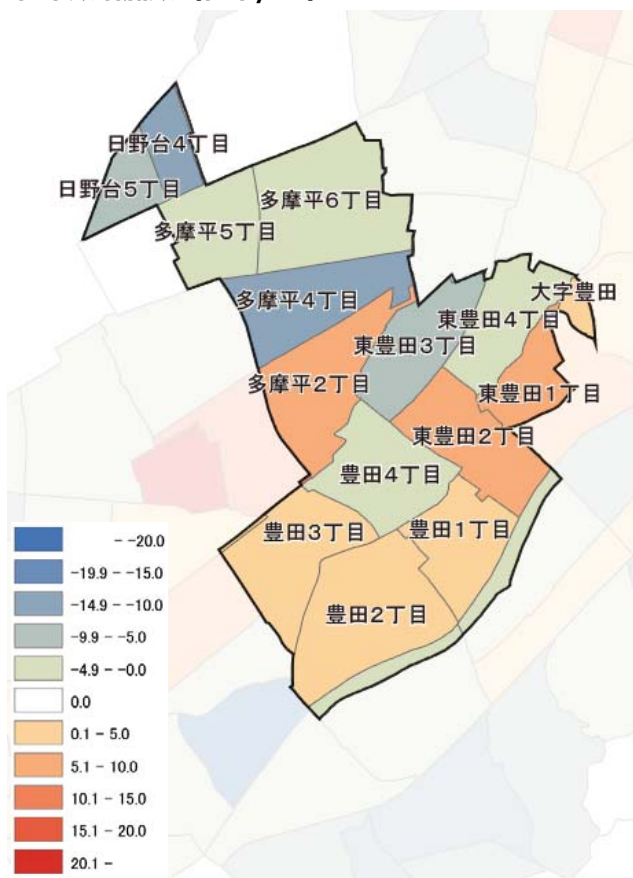 日野台4丁目
日野台5丁目
多摩平6丁目
多摩平5丁目
大字豊田
多摩平4丁目
東豊田4丁目
東豊田3丁目
多摩平2丁目
東豊田1丁目
東豊田2丁目
豊田4丁目
豊田3丁目
豊田1丁目
豊田2丁目
- -20.0
-19.9 - -15.0
-14.9 - -10.0
-9.9 - -5.0
-4.9 - -0.0
0.0
0.1 - 5.0
5.1 - 10.0
10.1 - 15.0
15.1 - 20.0
20.1 -